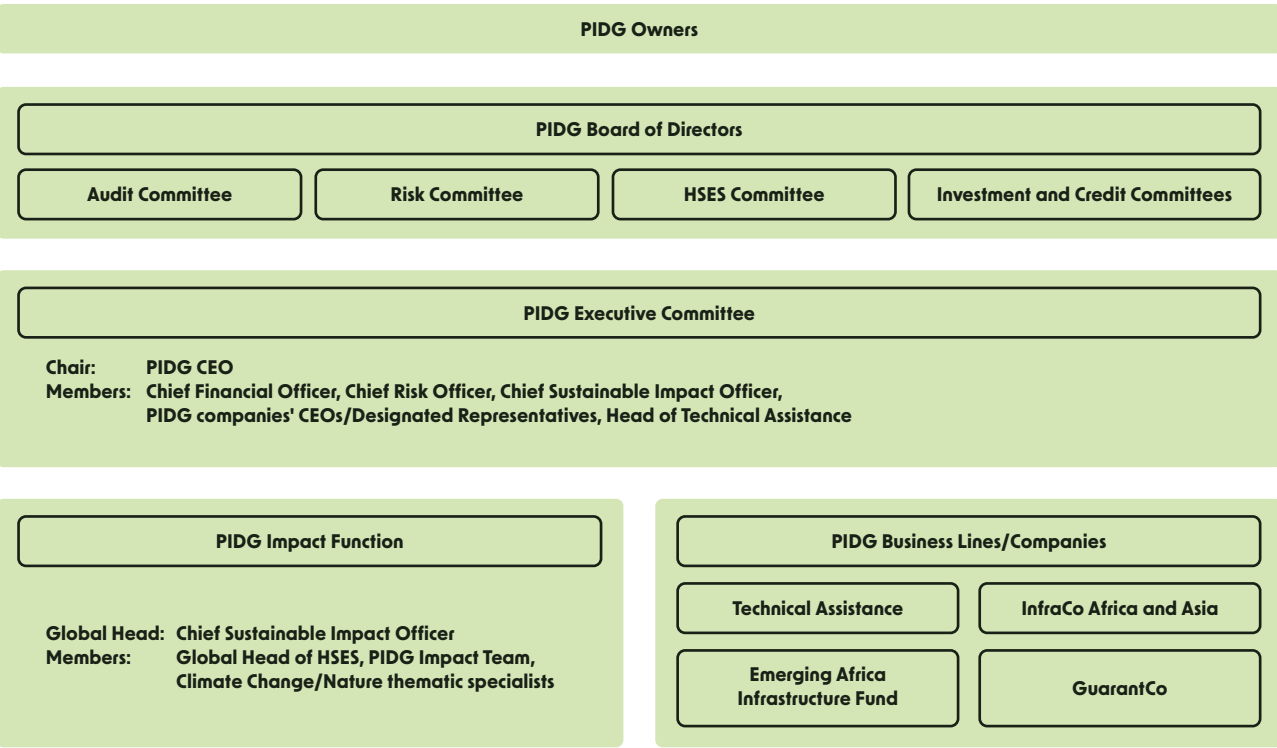 PIDG Owners
PIDG Board of Directors
Audit Committee
Risk Committee
HSES Committee
Investment and Credit Committees
PIDG Executive Committee
Chair: PIDG CEO
Members: Chief Financial Officer, Chief Risk Officer, Chief Sustainable Impact Officer,
PIDG companies' CEOs/Designated Representatives, Head of Technical Assistance
PIDG Impact Function
Global Head: Chief Sustainable Impact Officer
Members: Global Head of HSES, PIDG Impact Team,
Climate Change/Nature thematic specialists
PIDG Business Lines/Companies
Technical Assistance
InfraCo Africa and Asia
Emerging Africa
Infrastructure Fund
GuarantCo